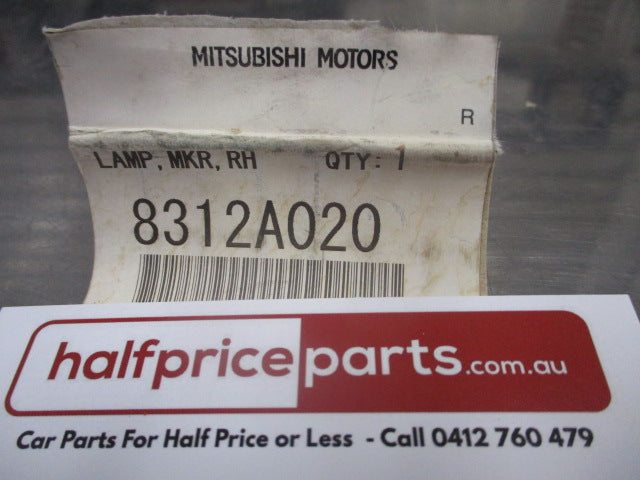 MITSUBISHI MOTORS
R
LAMP, MKR, RH QTY: 1
8312A020
halfpriceparts.com.au
Car Parts For Half Price or Less - Call 0412 760 479